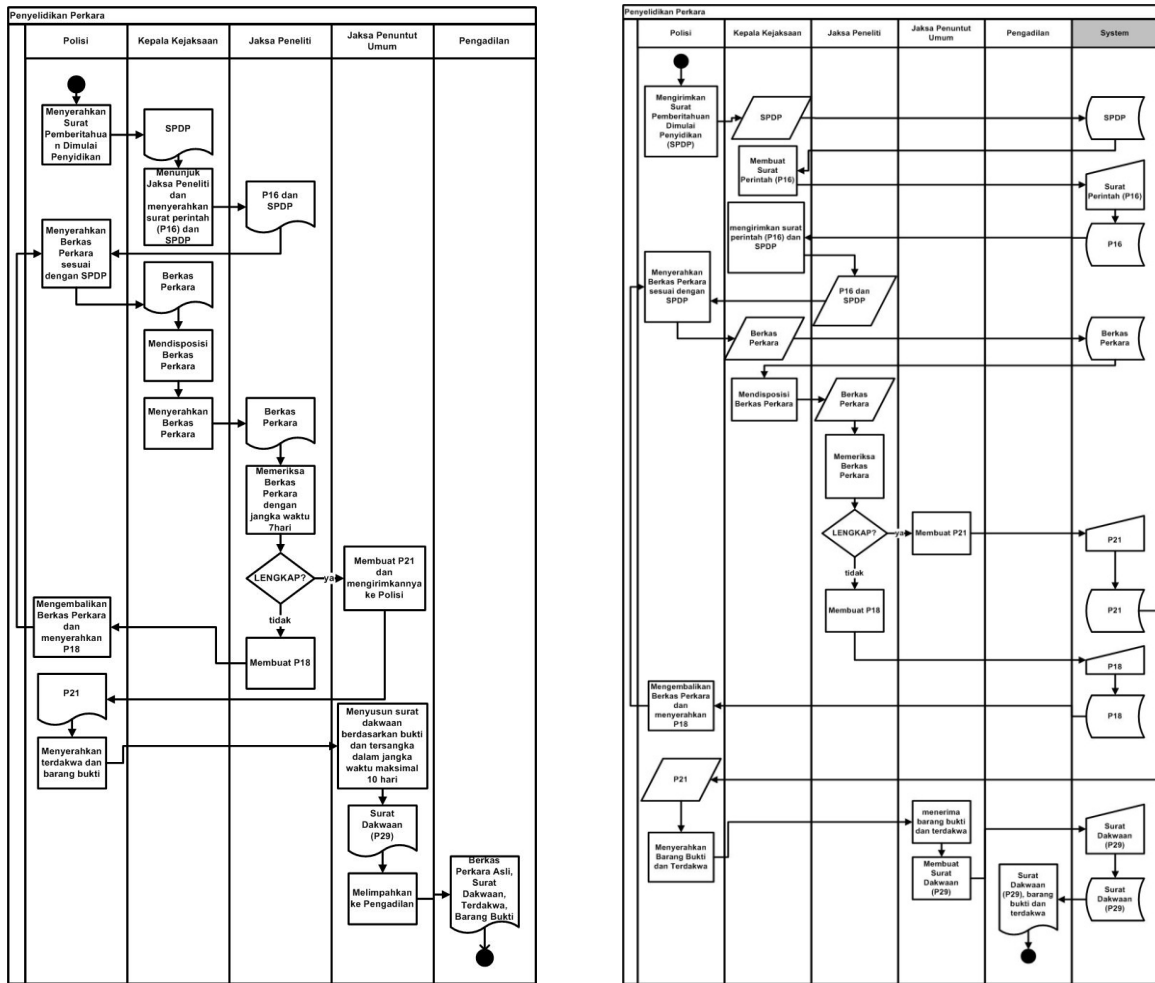 Penyelidikan Perkara
Polisi
Kepala Kejaksaan
Jaksa Peneliti
Jaksa Penuntut
Umum
Pengadilan
Menyerahkan
Surat
Pemberitahua
n Dimulai
Penyidikan
SPDP
Menunjuk
Jaksa Peneliti
dan
menyerahkan
surat perintah
(P16) dan
SPDP
P16 dan
SPDP
Menyerahkan
Berkas
Perkara
sesuai
dengan SPDP
Berkas
Perkara
Mendisposisi
Berkas
Perkara
Menyerahkan
Berkas
Perkara
Berkas
Perkara
Memeriksa
Berkas
Perkara
dengan
jangka waktu
7hari
LENGKAP?
ya
Membuat P21
dan
mengirimkannya
ke Polisi
tidak
Mengembalikan
Berkas Perkara
dan
menyerahkan
P18
Membuat P18
P21
Menyerahkan
terdakwa dan
barang bukti
Menyusun surat
dakwaan
berdasarkan bukti
dan tersangka
dalam jangka
waktu maksimal
10 hari
Surat
Dakwaan
(P29)
Melimpahkan
ke Pengadilan
Berkas
Perkara Asli,
Surat
Dakwaan,
Terdakwa,
Barang Bukti
Penyelidikan Perkara
Polisi
Kepala Kejaksaan
Jaksa Peneliti
Jaksa Penuntut
Umum
Pengadilan
System
Mengirimkan
Surat
Pemberitahuan
Dimulai
Penyidikan
(SPDP)
SPDP
SPDP
Membuat
Surat
Perintah (P16)
Surat
Perintah (P16)
mengirimkan surat
perintah (P16) dan
SPDP
P16
Menyerahkan
Berkas Perkara
sesuai dengan
SPDP
P16 dan
SPDP
Berkas
Perkara
Berkas
Perkara
Mendisposisi
Berkas Perkara
Berkas
Perkara
Memeriksa
Berkas
Perkara
LENGKAP?
ya
Membuat P21
P21
tidak
Membuat P18
P21
P18
Mengembalikan
Berkas Perkara
dan
menyerahkan
P18
P18
P21
Menyerahkan
Barang Bukti
dan Terdakwa
menerima
barang bukti
dan terdakwa
Surat
Dakwaan
(P29)
Membuat
Surat
Dakwaan
(P29)
Surat
Dakwaan
(P29), barang
bukti dan
terdakwa
Surat
Dakwaan
(P29)